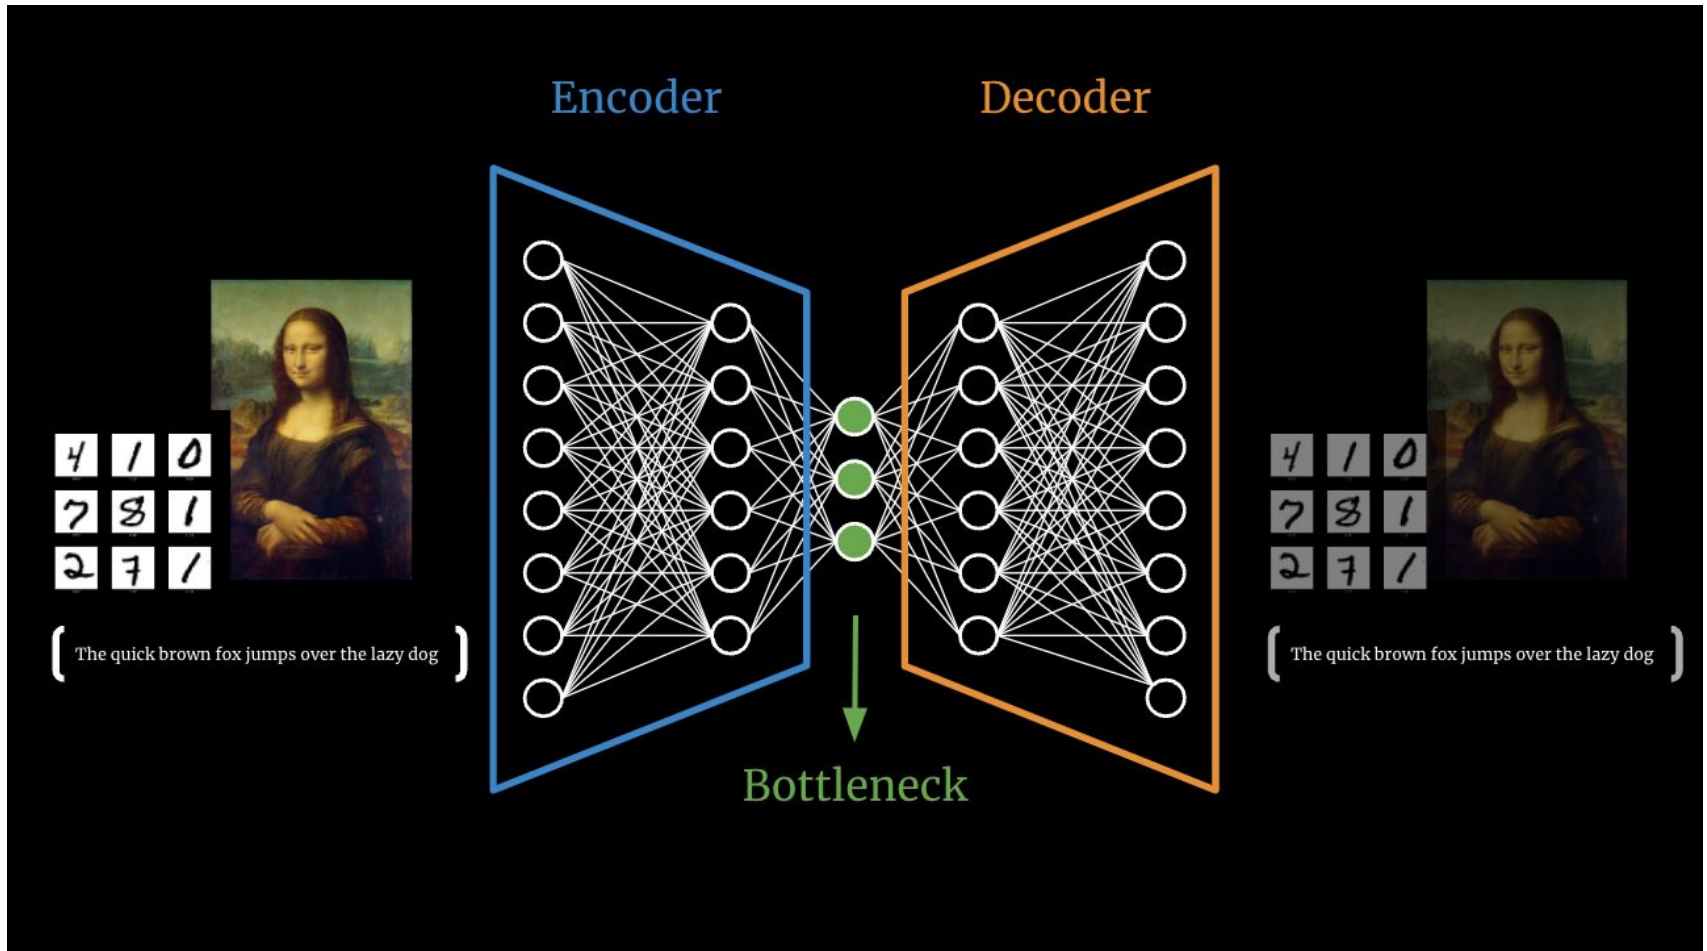 Encoder
Decoder
4 1 0
7 8 1
2 7 1
The quick brown fox jumps over the lazy dog
Bottleneck
4 1 0
7 8 1
2 7 1
The quick brown fox jumps over the lazy dog